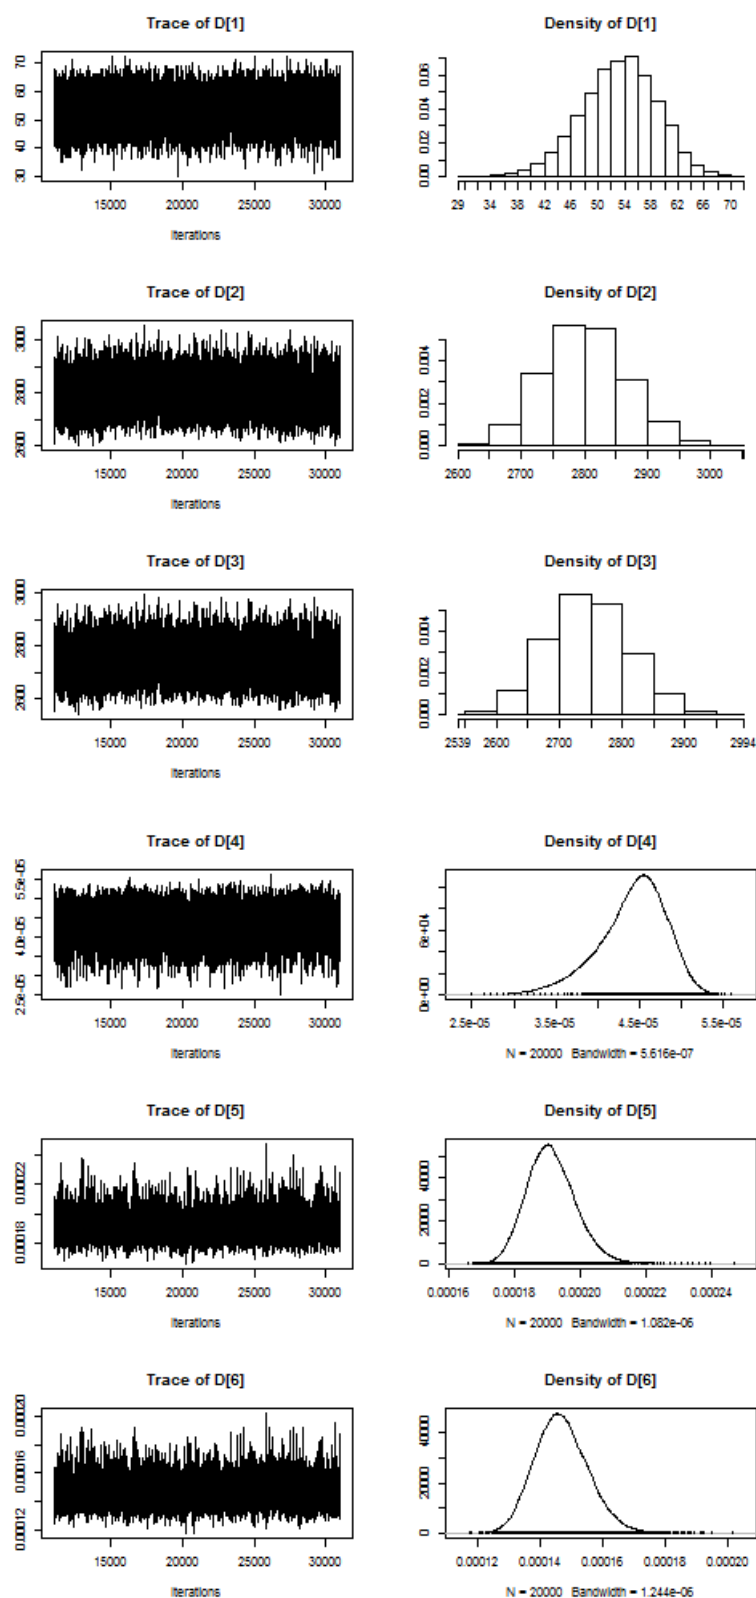 Trace of D[1]
Density of D[1]
30 40 50 60 70
0.00 0.02 0.04 0.06
15000 20000 25000 30000
29 34 38 42 46 50 54 58 62 66 70
Iterations
Trace of D[2]
Density of D[2]
2600 2800 3000
0.000 0.002 0.004
15000 20000 25000 30000
2600 2700 2800 2900 3000
Iterations
Trace of D[3]
Density of D[3]
2600 2800 3000
0.000 0.002 0.004
15000 20000 25000 30000
2539 2600 2700 2800 2900 2994
Iterations
Trace of D[4]
Density of D[4]
2.5e-05 4.0e-05 5.5e-05
0e+00 6e+04
15000 20000 25000 30000
2.5e-05 3.5e-05 4.5e-05 5.5e-05
Iterations
N = 20000 Bandwidth = 5.616e-07
Trace of D[5]
Density of D[5]
0.00018 0.00022
0 20000 40000
15000 20000 25000 30000
0.00016 0.00018 0.00020 0.00022 0.00024
Iterations
N = 20000 Bandwidth = 1.082e-06
Trace of D[6]
Density of D[6]
0.00012 0.00016 0.00020
0 20000 40000
15000 20000 25000 30000
0.00012 0.00014 0.00016 0.00018 0.00020
Iterations
N = 20000 Bandwidth = 1.244e-06